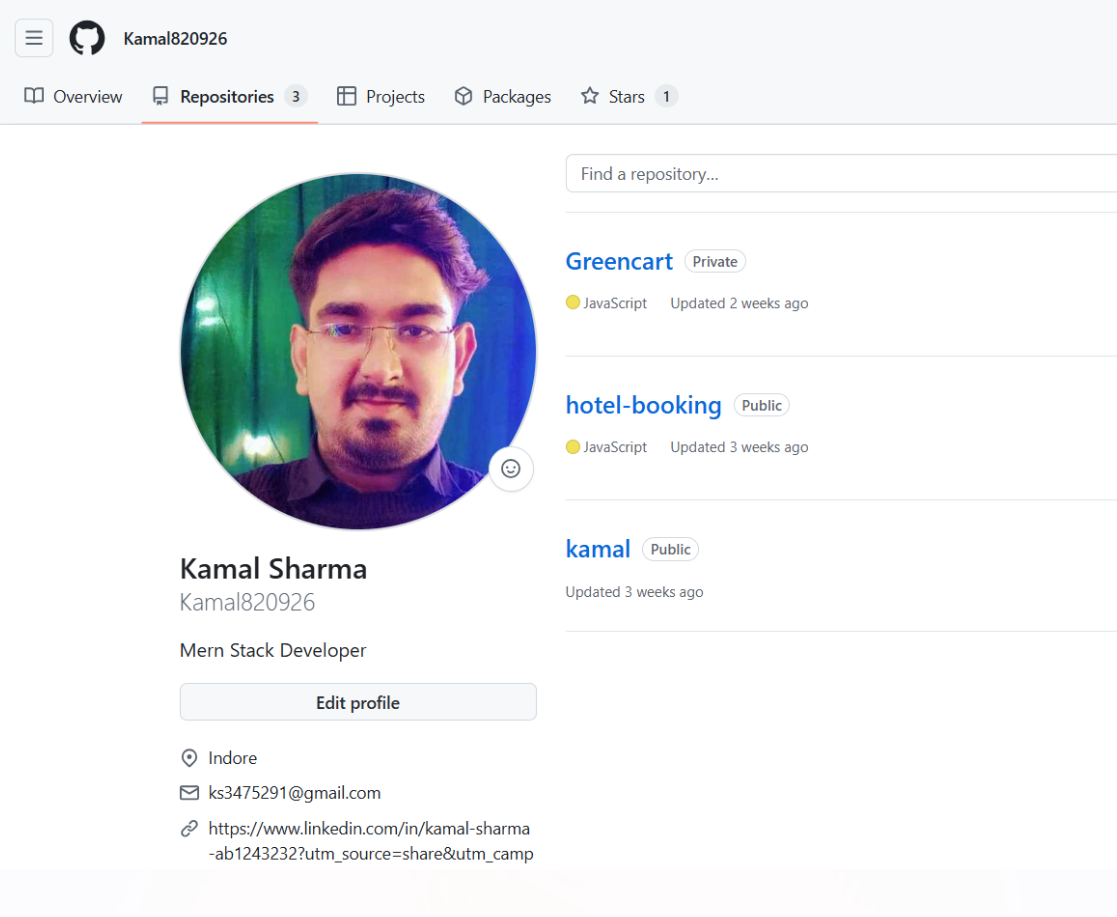 Kamal820926
Overview
Repositories 3
Projects
Packages
Stars 1
Find a repository...
Greencart Private
JavaScript Updated 2 weeks ago
hotel-booking Public
JavaScript Updated 3 weeks ago
kamal Public
Updated 3 weeks ago
Kamal Sharma
Kamal820926
Mern Stack Developer
Edit profile
Indore
ks3475291@gmail.com
https://www.linkedin.com/in/kamal-sharma
-ab1243232?utm_source=share&utm_camp